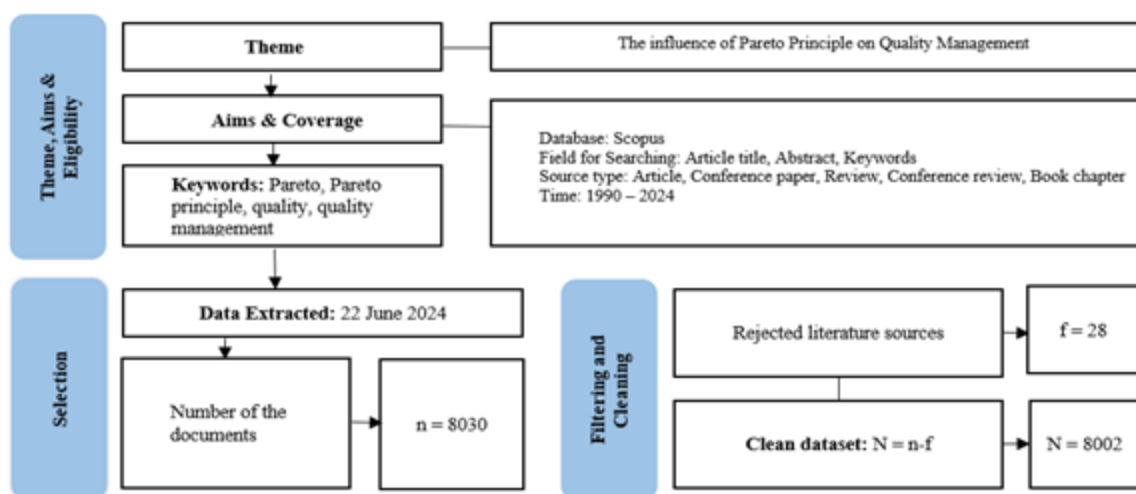 Theme, Aims &
Eligibility
Theme
The influence of Pareto Principle on Quality Management
Aims & Coverage
Database: Scopus
Field for Searching: Article title, Abstract, Keywords
Source type: Article, Conference paper, Review, Conference review, Book chapter
Time: 1990 – 2024
Keywords: Pareto, Pareto
principle, quality, quality
management
Selection
Data Extracted: 22 June 2024
Number of the
documents
n = 8030
Filtering and
Cleaning
Rejected literature sources
f = 28
Clean dataset: N = n-f
N = 8002